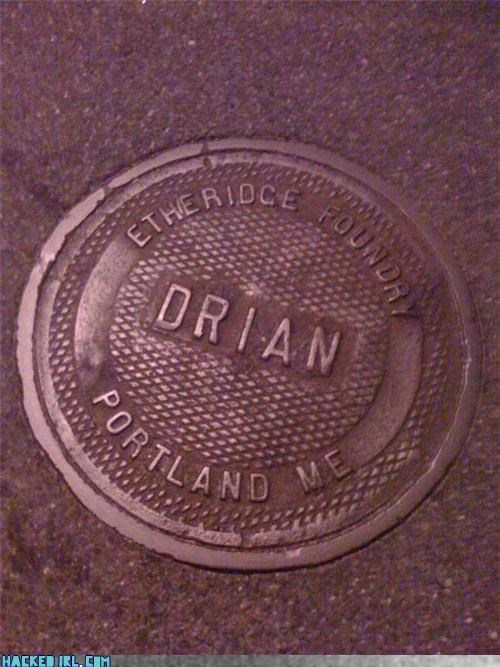 ETHERIDGE FOUNDRY
DRIAN
PORTLAND ME
HACKED IRL.COM